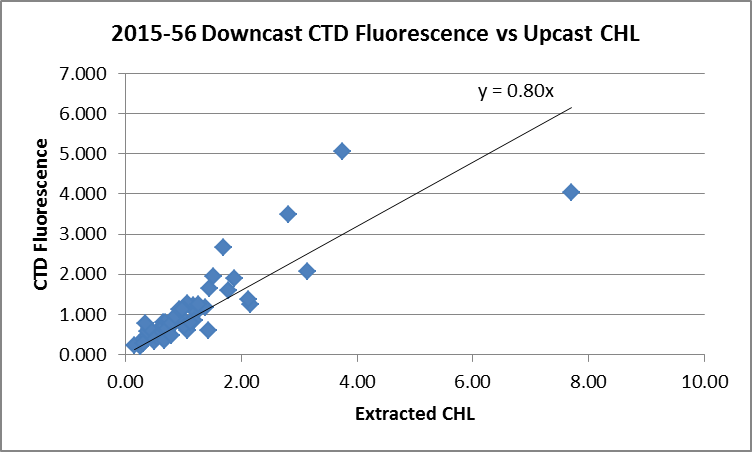 2015-56 Downcast CTD Fluorescence vs Upcast CHL
7.000
y = 0.80x
6.000
5.000
4.000
3.000
2.000
1.000
0.000
CTD Fluorescence
0.00 2.00 4.00 6.00 8.00 10.00
Extracted CHL